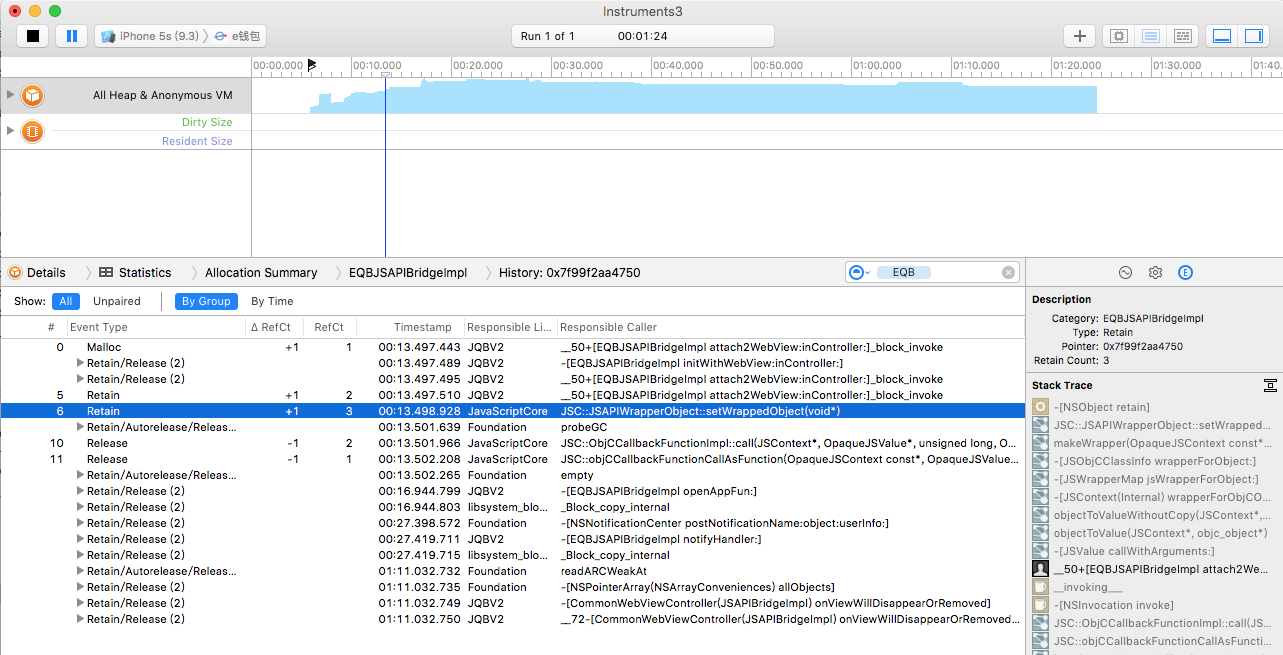 Instruments3
iPhone 5s (9.3) e钱包
Run 1 of 1 00:01:24
00:00.000 00:10.000 00:20.000 00:30.000 00:40.000 00:50.000 01:00.000 01:10.000 01:20.000 01:30.000 01:40.
All Heap & Anonymous VM
Dirty Size
Resident Size
Details Statistics Allocation Summary EQBJSAPIBridgeImpl History: 0x7f99f2aa4750 EQB E
Show: All Unpaired By Group By Time
# Event Type Δ RefCt RefCt Timestamp Responsible Li... Responsible Caller
0 Malloc +1 1 00:13.497.443 JQBV2 __50+[EQBJSAPIBridgeImpl attach2WebView:inController:]_block_invoke
Retain/Release (2) 00:13.497.489 JQBV2 -[EQBJSAPIBridgeImpl initWithWebView:inController:]
Retain/Release (2) 00:13.497.495 JQBV2 __50+[EQBJSAPIBridgeImpl attach2WebView:inController:]_block_invoke
5 Retain +1 2 00:13.497.510 JQBV2 __50+[EQBJSAPIBridgeImpl attach2WebView:inController:]_block_invoke
6 Retain +1 3 00:13.498.928 JavaScriptCore JSC::JSAPIWrapperObject::setWrappedObject(void*)
Retain/Autorelease/Releas... 00:13.501.639 Foundation probeGC
10 Release -1 2 00:13.501.966 JavaScriptCore JSC::ObjCCallbackFunctionImpl::call(JSContext*, OpaqueJSValue*, unsigned long, O...
11 Release -1 1 00:13.502.208 JavaScriptCore JSC::objCCallbackFunctionCallAsFunction(OpaqueJSContext const*, OpaqueJSValue...
Retain/Autorelease/Releas... 00:13.502.265 Foundation empty
Retain/Release (2) 00:16.944.799 JQBV2 -[EQBJSAPIBridgeImpl openAppFun:]
Retain/Release (2) 00:16.944.803 libsystem_blo... _Block_copy_internal
Retain/Release (2) 00:27.398.572 Foundation -[NSNotificationCenter postNotificationName:object:userInfo:]
Retain/Release (2) 00:27.419.711 JQBV2 -[EQBJSAPIBridgeImpl notifyHandler:]
Retain/Release (2) 00:27.419.715 libsystem_blo... _Block_copy_internal
Retain/Autorelease/Releas... 01:11.032.732 Foundation readARCWeakAt
Retain/Release (2) 01:11.032.735 Foundation -[NSPointerArray(NSArrayConveniences) allObjects]
Retain/Release (2) 01:11.032.749 JQBV2 -[CommonWebViewController(JSAPIBridgeImpl) onViewWillDisappearOrRemoved]
Retain/Release (2) 01:11.032.750 JQBV2 __72-[CommonWebViewController(JSAPIBridgeImpl) onViewWillDisappearOrRemoved...
Description
Category: EQBJSAPIBridgeImpl
Type: Retain
Pointer: 0x7f99f2aa4750
Retain Count: 3
Stack Trace
-[NSObject retain]
JSC::JSAPIWrapperObject::setWrapped...
makeWrapper(OpaqueJSContext const*...
-[JSObjCClassInfo wrapperForObject:]
-[JSWrapperMap jsWrapperForObject:]
-[JSContext(Internal) wrapperForObjCO...
objectToValueWithoutCopy(JSContext*,...
objectToValue(JSContext*, objc_object*)
-[JSValue callWithArguments:]
__50+[EQBJSAPIBridgeImpl attach2We...
__invoking___
-[NSInvocation invoke]
JSC::ObjCCallbackFunctionImpl::call(JS...
JSC::objCCallbackFunctionCallAsFuncti...